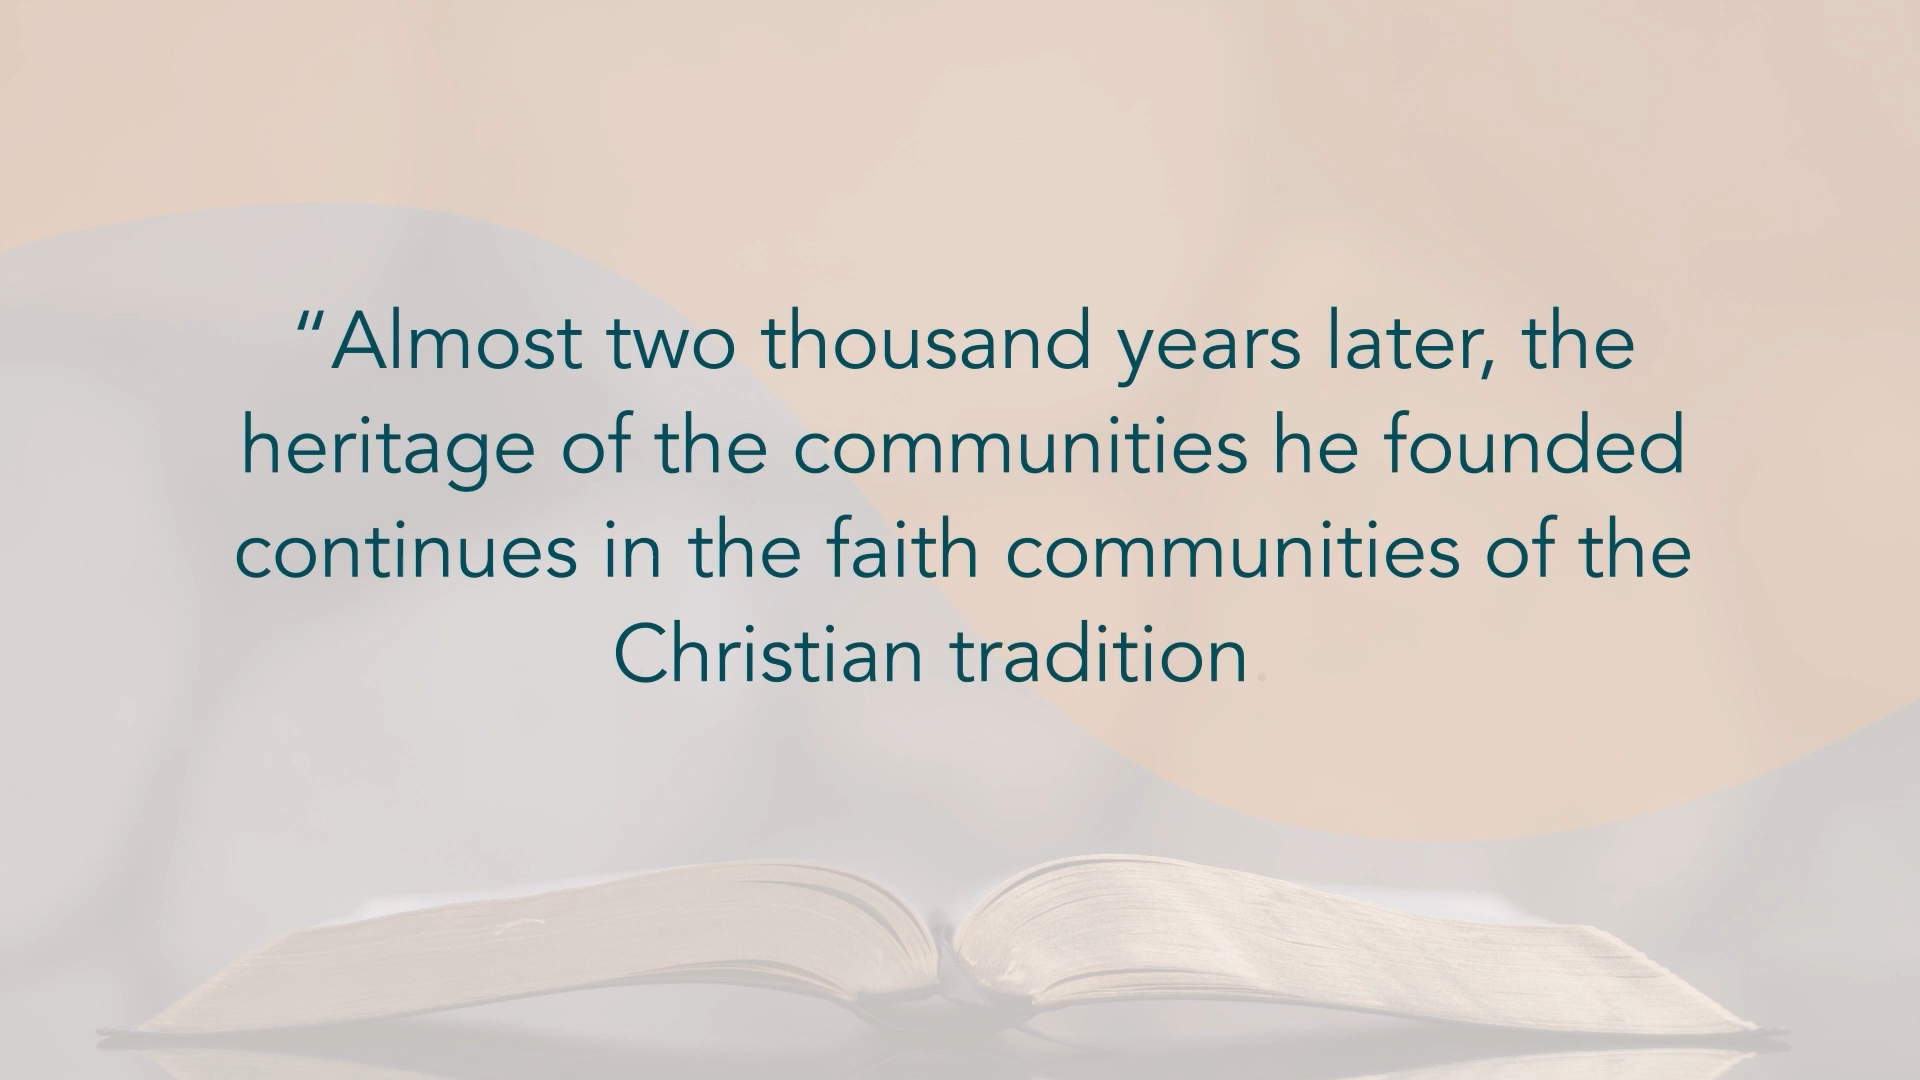 “Almost two thousand years later, the
heritage of the communities he founded
continues in the faith communities of the
Christian tradition.